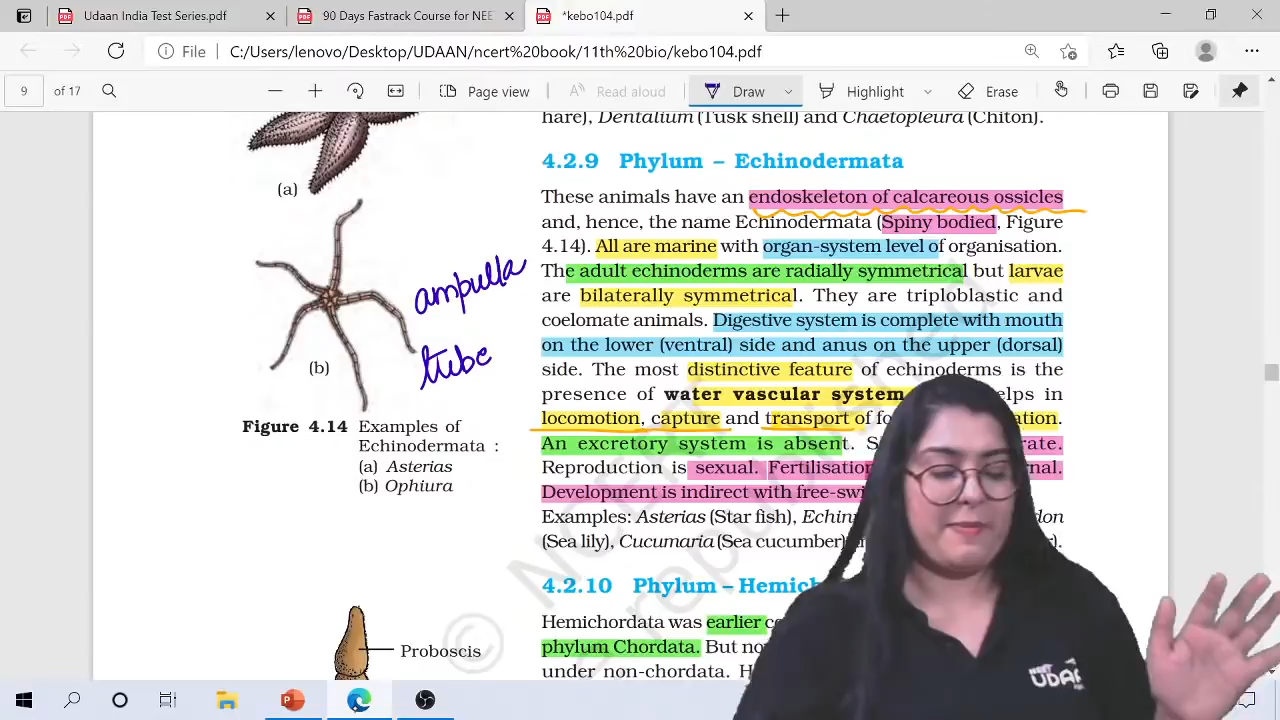 Udaan India Test Series.pdf
90 Days Fastrack Course - UDAA
*kebo104.pdf
File
C:/Users/lenovo/Desktop/UDAAN/ncert%20book/11th%20bio/kebo104.pdf
9 of 17
Page view
Read aloud
Draw
Highlight
Erase
hare), Dentalium (Tusk shell) and Chaetopleura (Chiton).
(a)
(b)
ampulla
tube
Figure 4.14 Examples of
Echinodermata :
(a) Asterias
(b) Ophiura
Proboscis
4.2.9 Phylum – Echinodermata
These animals have an endoskeleton of calcareous ossicles
and, hence, the name Echinodermata (Spiny bodied, Figure
4.14). All are marine with organ-system level of organisation.
The adult echinoderms are radially symmetrical but larvae
are bilaterally symmetrical. They are triploblastic and
coelomate animals. Digestive system is complete with mouth
on the lower (ventral) side and anus on the upper (dorsal)
side. The most distinctive feature of echinoderms is the
presence of water vascular system elps in
locomotion, capture and transport of
An excretory system is absent.
Reproduction is sexual. Fertilisation
Development is indirect with
Examples: Asterias (Star fish),
(Sea lily), Cucumaria (Sea cucumber)
4.2.10 Phylum –
Hemichordata was earlier
phylum Chordata. But
under non-chordata.
© NCERT
UDAAN